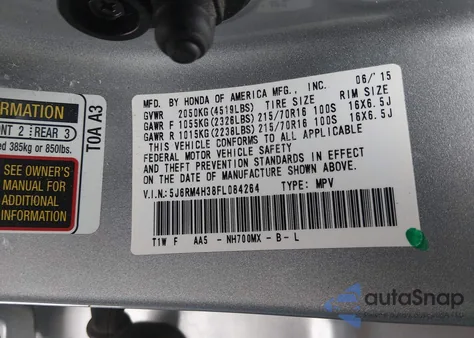 RMATION
ONT 2 REAR 3
ed 385kg or 850lbs.
SEE OWNER'S
MANUAL FOR
ADDITIONAL
INFORMATION
TOA A3
MFD. BY HONDA OF AMERICA MFG., INC. 06/'15
GVWR 2050KG(4519LBS) TIRE SIZE RIM SIZE
GAWR F 1055KG(2326LBS) 215/70R16 100S 16X6.5J
GAWR R 1015KG(2238LBS) 215/70R16 100S 16X6.5J
THIS VEHICLE CONFORMS TO ALL APPLICABLE
FEDERAL MOTOR VEHICLE SAFETY
AND THEFT PREVENTION STANDARDS IN EFFECT
ON THE DATE OF MANUFACTURE SHOWN ABOVE.
V.I.N.:5J6RM4H38FL084264 TYPE: MPV
T1W F AA5 - NH700MX - B - L
autoSnap